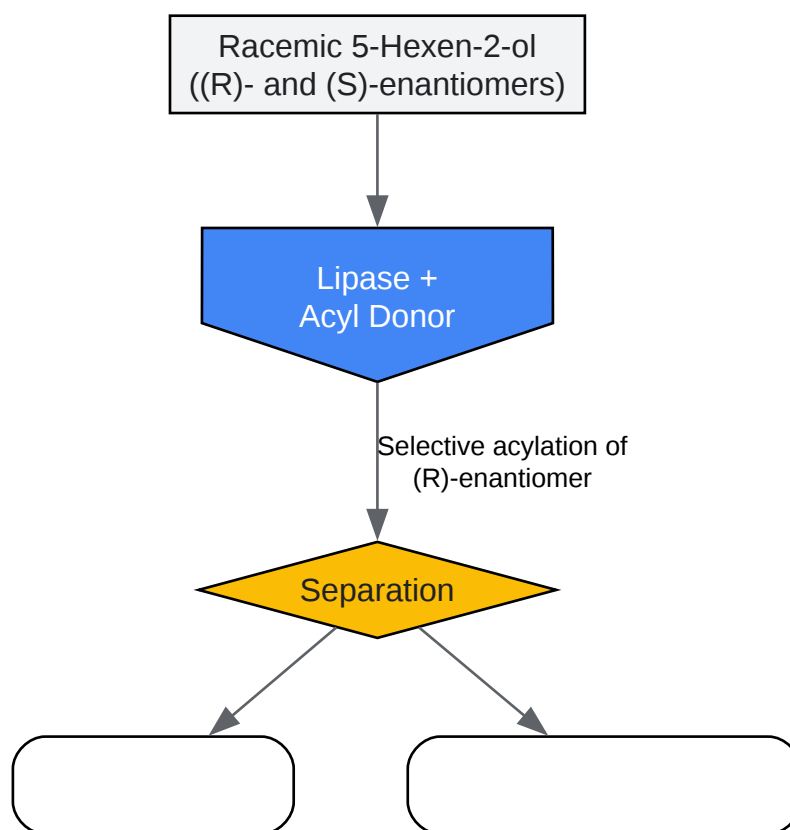 Racemic 5-Hexen-2-ol
((R)- and (S)-enantiomers)
Lipase +
Acyl Donor
Selective acylation of
(R)-enantiomer
Separation